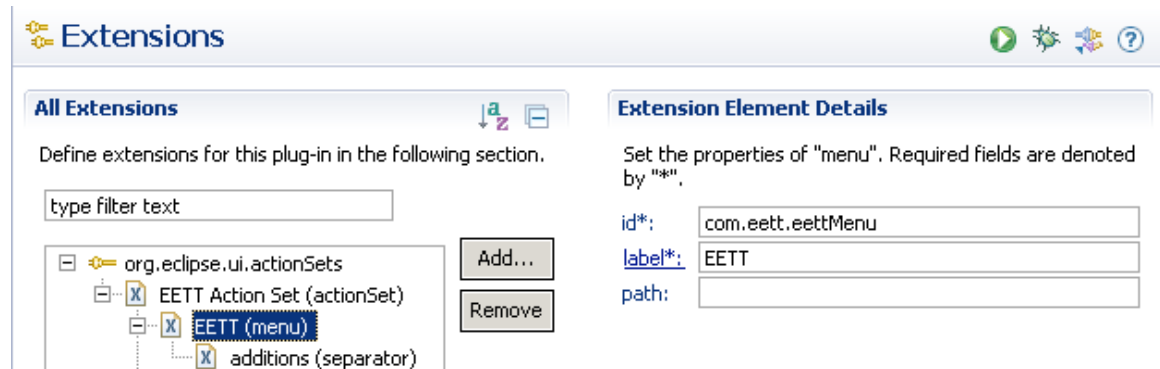 Extensions
All Extensions
Define extensions for this plug-in in the following section.
type filter text
org.eclipse.ui.actionSets
EETT Action Set (actionSet)
EETT (menu)
additions (separator)
Add...
Remove
Extension Element Details
Set the properties of "menu". Required fields are denoted
by "*".
id*: com.eett.eettMenu
label*: EETT
path: